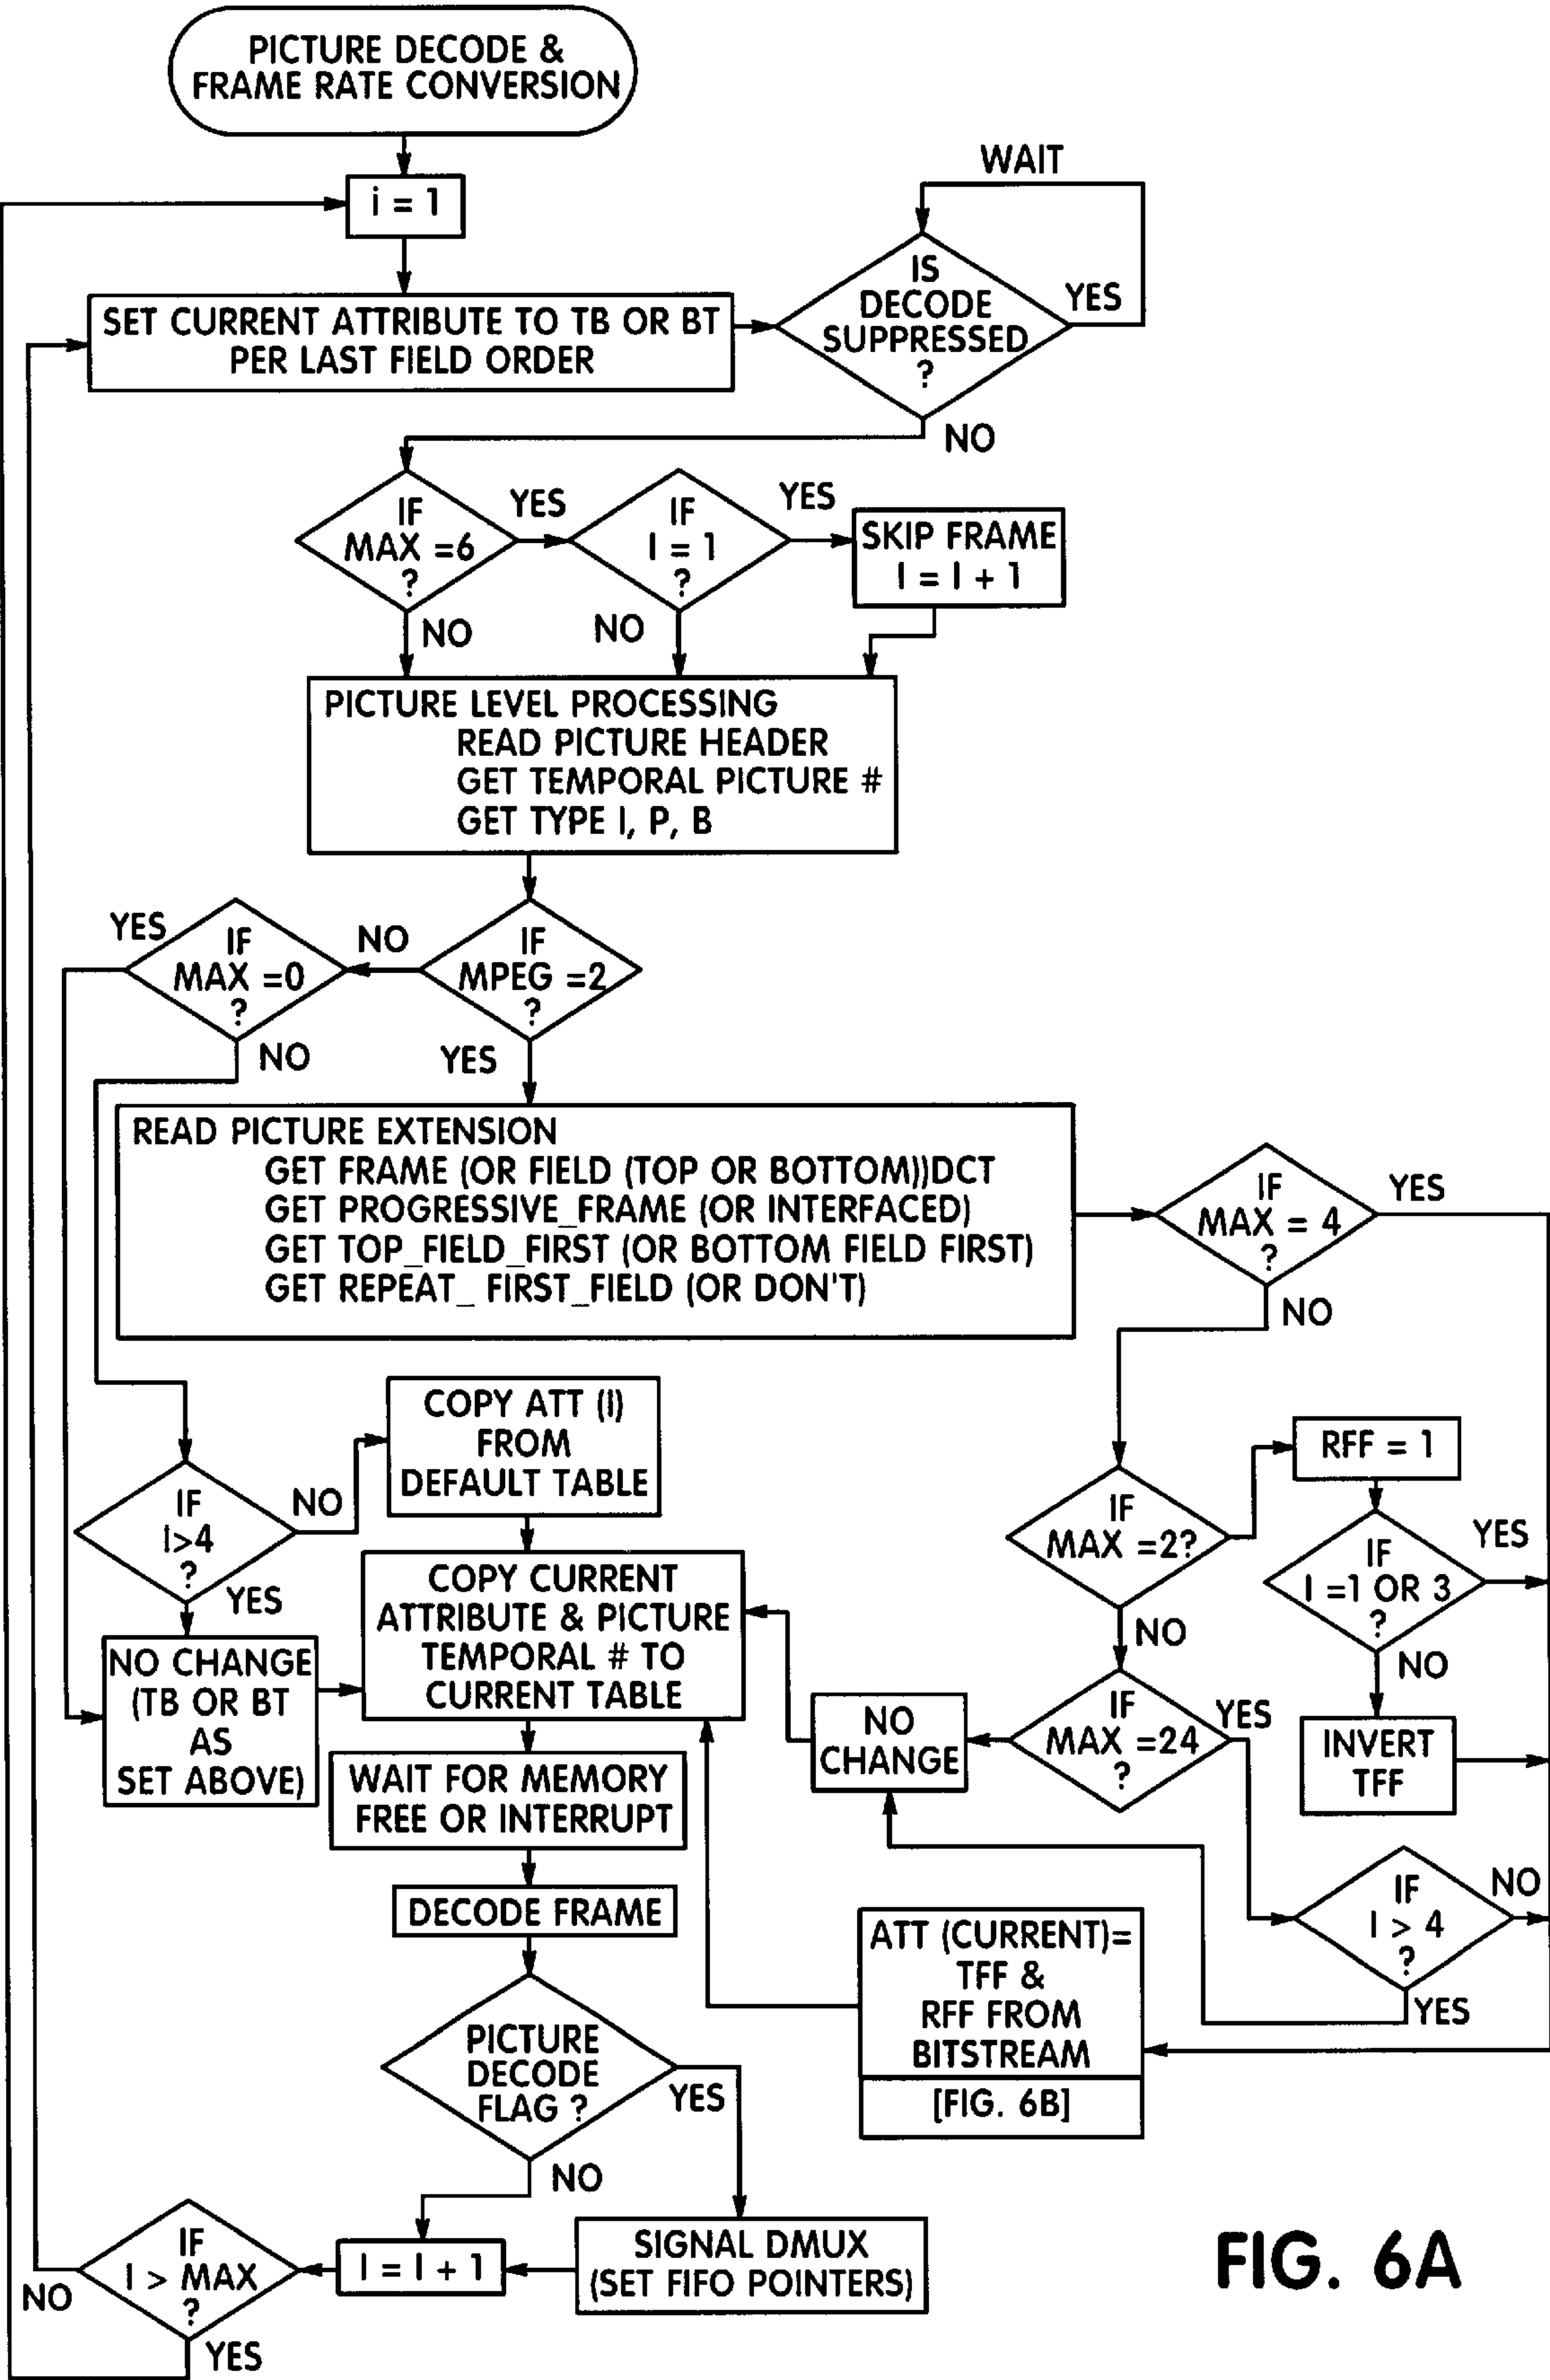 PICTURE DECODE &
FRAME RATE CONVERSION
i = 1
WAIT
SET CURRENT ATTRIBUTE TO TB OR BT
PER LAST FIELD ORDER
IS
DECODE
SUPPRESSED
?
YES
NO
IF
MAX =6
?
YES
NO
IF
I = 1
?
YES
NO
SKIP FRAME
I = I + 1
PICTURE LEVEL PROCESSING
READ PICTURE HEADER
GET TEMPORAL PICTURE #
GET TYPE I, P, B
IF
MPEG =2
?
NO
YES
IF
MAX =0
?
YES
NO
READ PICTURE EXTENSION
GET FRAME (OR FIELD (TOP OR BOTTOM))DCT
GET PROGRESSIVE_FRAME (OR INTERFACED)
GET TOP_FIELD_FIRST (OR BOTTOM FIELD FIRST)
GET REPEAT_ FIRST_FIELD (OR DON'T)
IF
MAX = 4
?
YES
NO
IF
I>4
?
NO
YES
COPY ATT (I)
FROM
DEFAULT TABLE
NO CHANGE
(TB OR BT
AS
SET ABOVE)
COPY CURRENT
ATTRIBUTE & PICTURE
TEMPORAL # TO
CURRENT TABLE
IF
MAX =2?
NO
RFF = 1
IF
I =1 OR 3
?
YES
NO
INVERT
TFF
IF
MAX =24
?
YES
NO
CHANGE
IF
I > 4
?
NO
YES
WAIT FOR MEMORY
FREE OR INTERRUPT
DECODE FRAME
ATT (CURRENT)=
TFF &
RFF FROM
BITSTREAM
[FIG. 6B]
PICTURE
DECODE
FLAG ?
YES
NO
SIGNAL DMUX
(SET FIFO POINTERS)
I = I + 1
IF
I > MAX
?
NO
YES
FIG. 6A